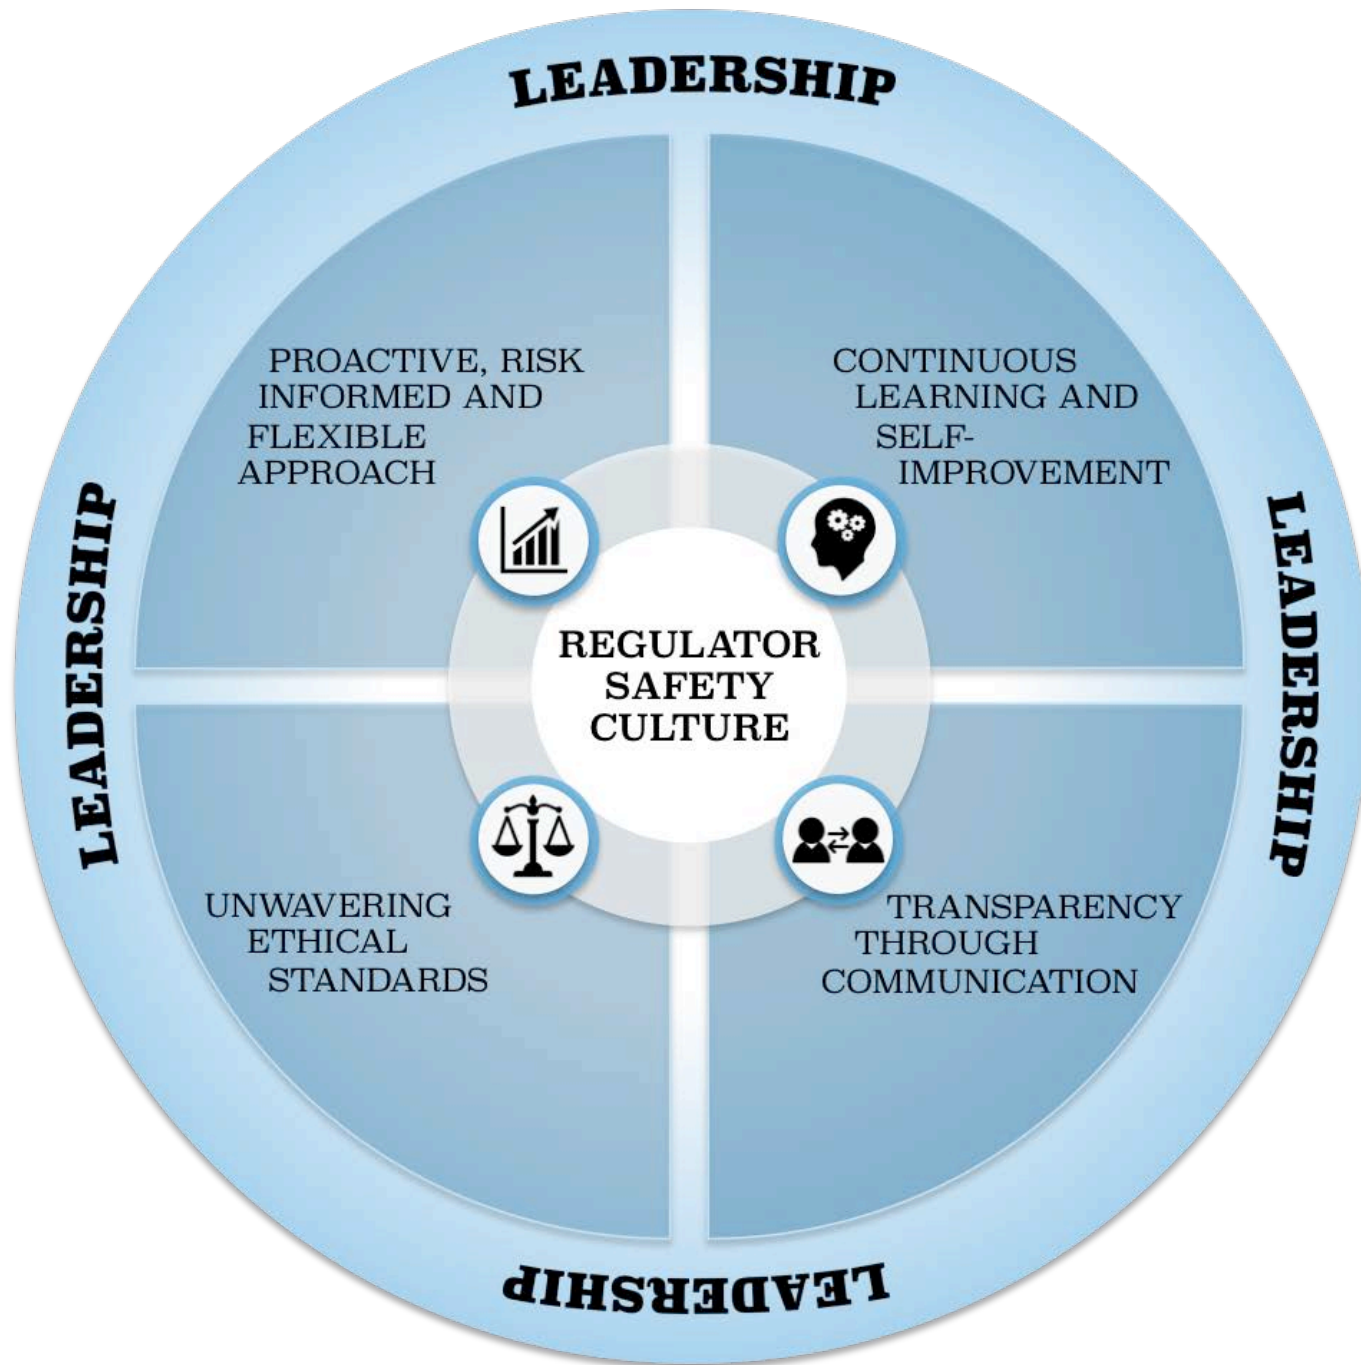 LEADERSHIP
PROACTIVE, RISK
INFORMED AND
FLEXIBLE
APPROACH
CONTINUOUS
LEARNING AND
SELF-
IMPROVEMENT
LEADERSHIP
LEADERSHIP
REGULATOR
SAFETY
CULTURE
UNWAVERING
ETHICAL
STANDARDS
TRANSPARENCY
THROUGH
COMMUNICATION
LEADERSHIP